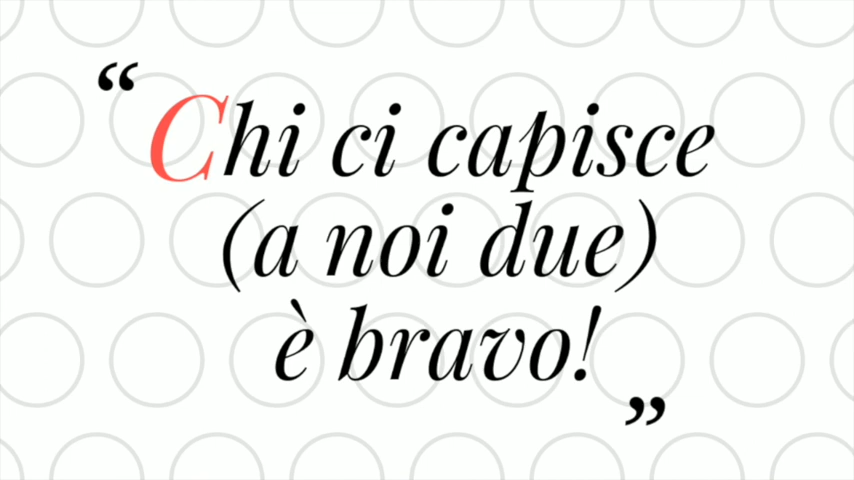 “Chi ci capisce
(a noi due)
è bravo!”